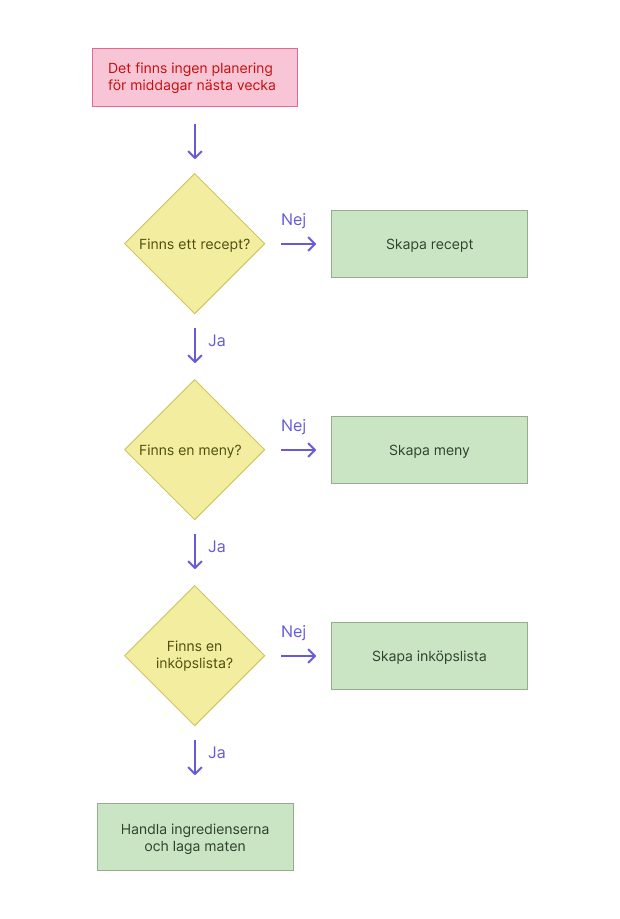 Det finns ingen planering
för middagar nästa vecka
Nej
Finns ett recept?
Skapa recept
Ja
Nej
Finns en meny?
Skapa meny
Ja
Nej
Finns en
inköpslista?
Skapa inköpslista
Ja
Handla ingredienserna
och laga maten